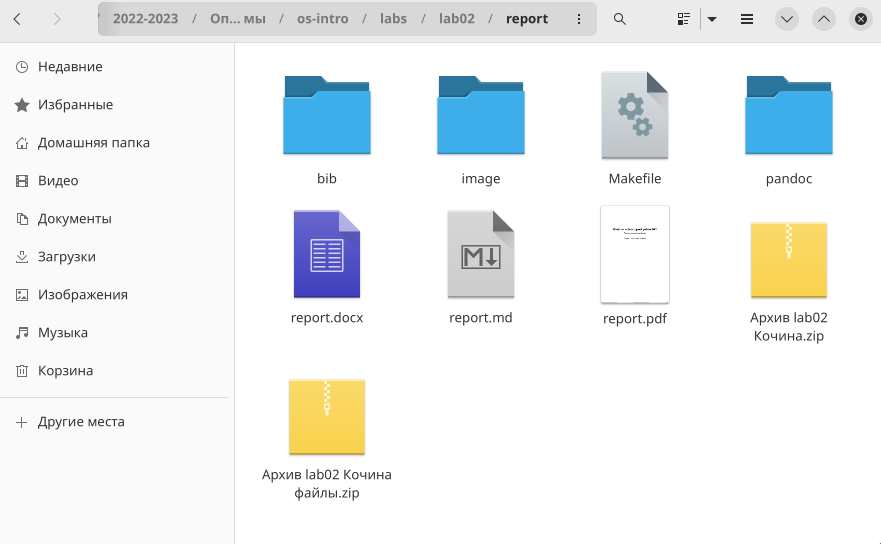 2022-2023 / Оп… мы / os-intro / labs / lab02 / report
Недавние
Избранные
Домашняя папка
Видео
Документы
Загрузки
Изображения
Музыка
Корзина
Другие места
bib
image
Makefile
pandoc
report.docx
report.md
report.pdf
Архив lab02
Кочина.zip
Архив lab02 Кочина
файлы.zip